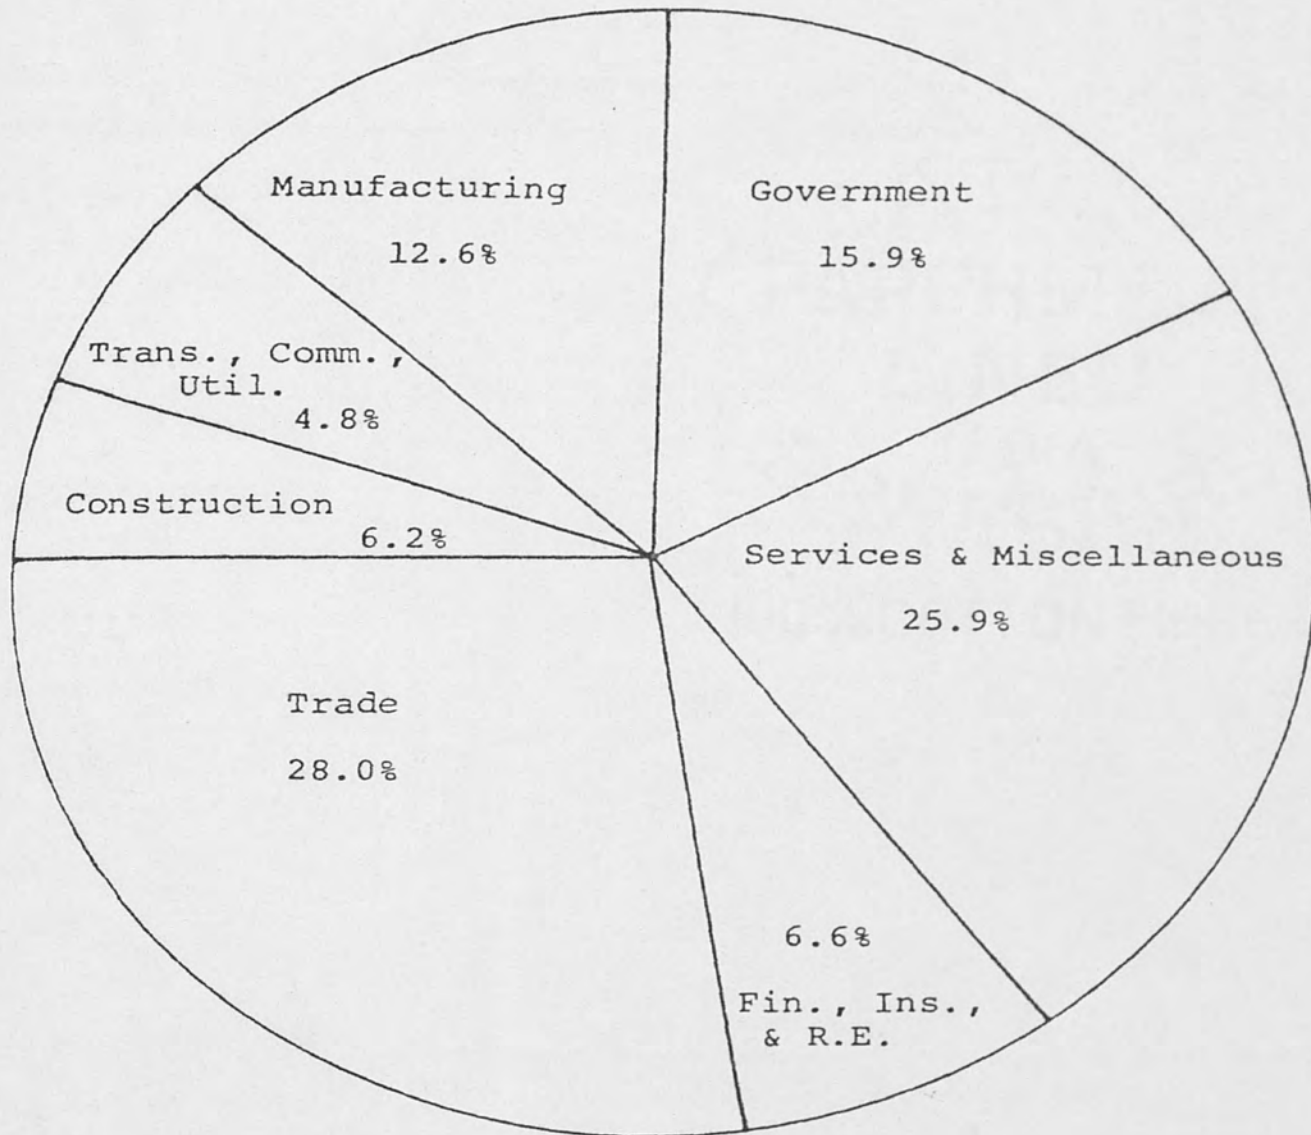 Manufacturing
12.6%
Government
15.9%
Trans., Comm.,
Util.
4.8%
Construction
6.2%
Services & Miscellaneous
25.9%
Trade
28.0%
6.6%
Fin., Ins.,
& R.E.